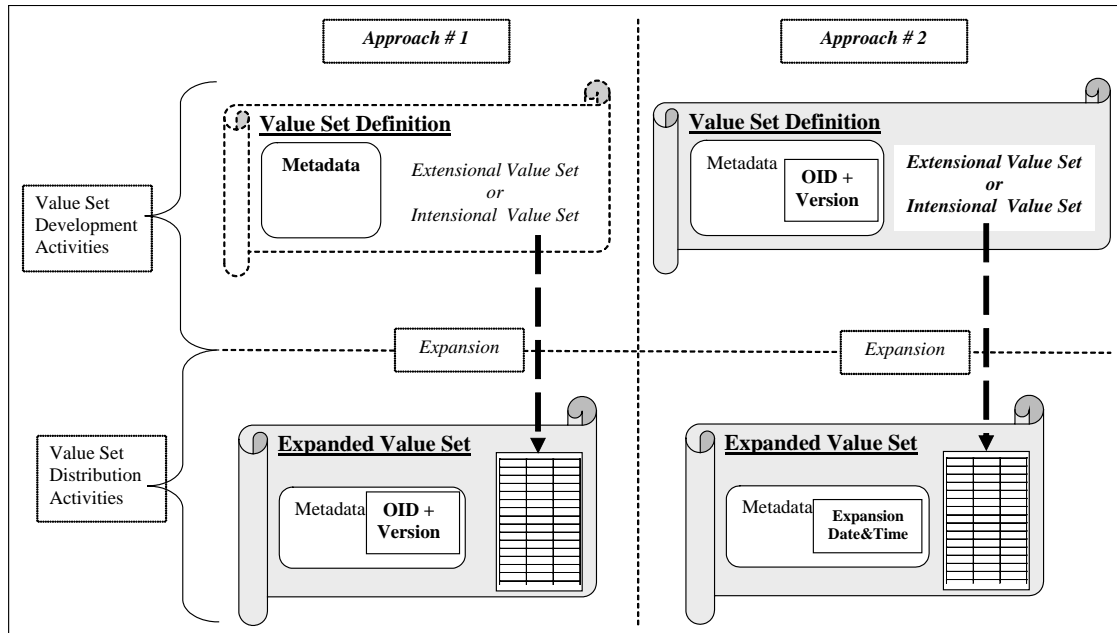 Approach # 1
Approach # 2
Value Set Definition
Metadata
Extensional Value Set
or
Intensional Value Set
Value Set Definition
Metadata
OID +
Version
Extensional Value Set
or
Intensional Value Set
Value Set
Development
Activities
Expansion
Expansion
Value Set
Distribution
Activities
Expanded Value Set
Metadata
OID +
Version
Expanded Value Set
Metadata
Expansion
Date&Time